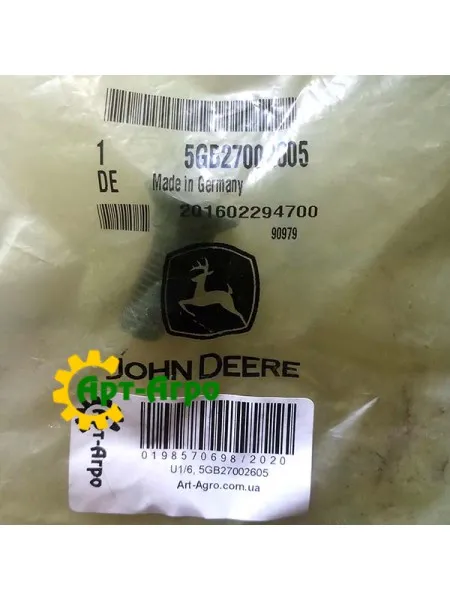 1 5GB27002605
DE Made in Germany
201602294700
90979
JOHN DEERE
Арт-Агро
Арт-Агро
0198570698/2020
U1/6, 5GB27002605
Art-Agro.com.ua